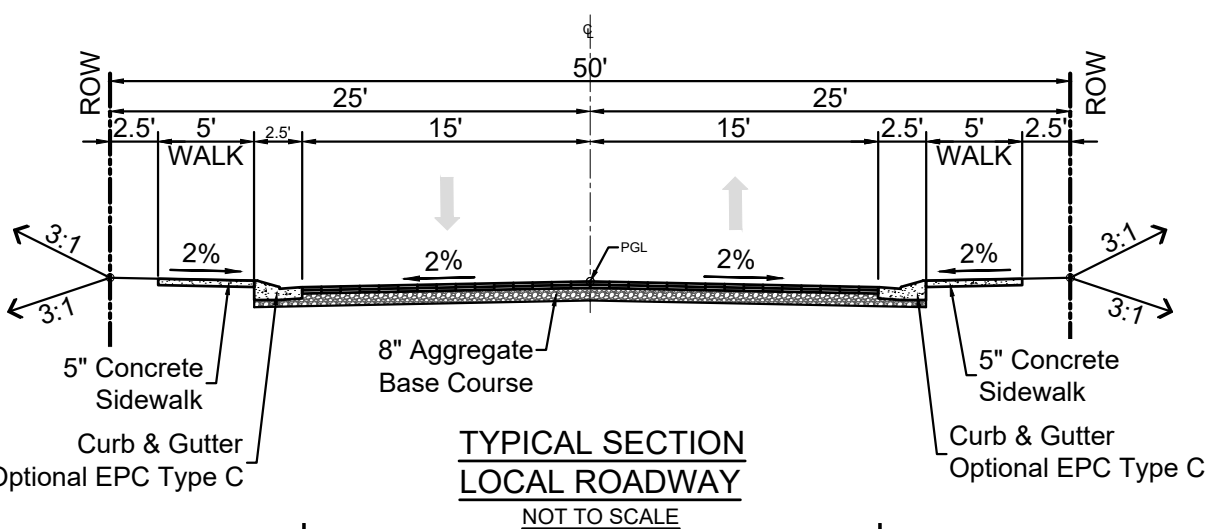 ℄
ROW
50'
ROW
25'
25'
2.5'
5'
2.5'
15'
15'
2.5'
5'
2.5'
WALK
WALK
3:1
3:1
2%
2%
PGL
2%
2%
3:1
3:1
5" Concrete
Sidewalk
8" Aggregate
Base Course
5" Concrete
Sidewalk
Curb & Gutter
Optional EPC Type C
Curb & Gutter
Optional EPC Type C
TYPICAL SECTION
LOCAL ROADWAY
NOT TO SCALE